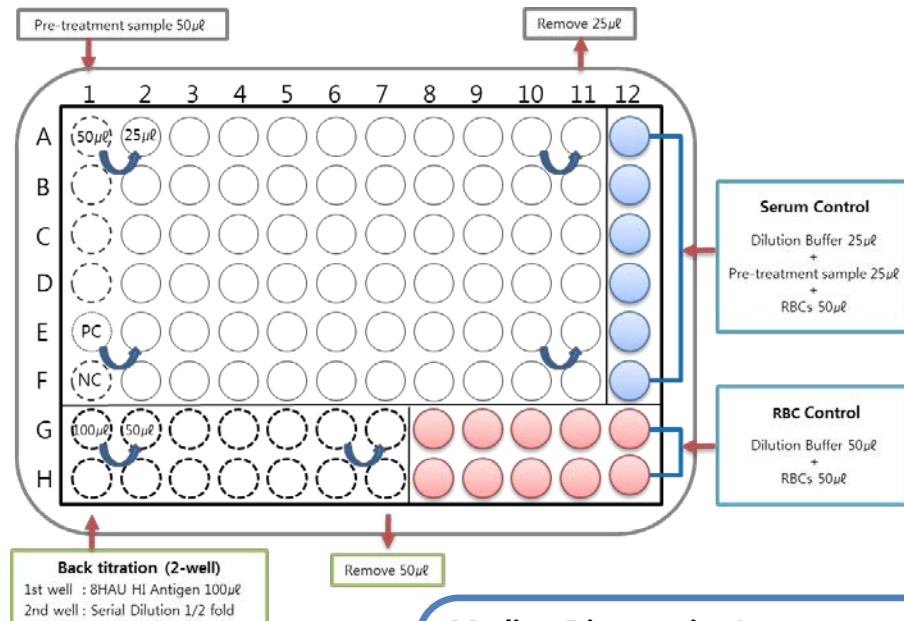 Pre-treatment sample 50㎕
Remove 25㎕
1 2 3 4 5 6 7 8 9 10 11 12
A 50㎕ 25㎕
B
C
D
E PC
F NC
G 100㎕ 50㎕
H
Serum Control
Dilution Buffer 25㎕
+
Pre-treatment sample 25㎕
+
RBCs 50㎕
RBC Control
Dilution Buffer 50㎕
+
RBCs 50㎕
Back titration (2-well)
1st well : 8HAU HI Antigen 100㎕
2nd well : Serial Dilution 1/2 fold
Remove 50㎕